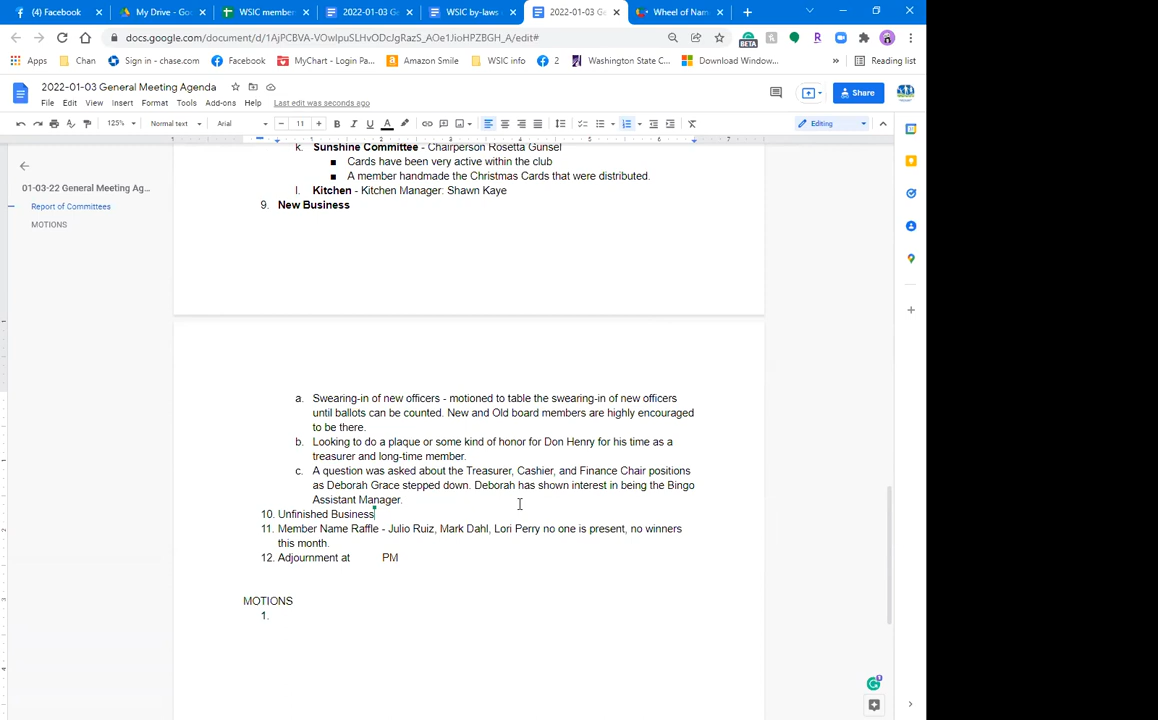 (4) Facebook
My Drive - Goo
WSIC member
2022-01-03 Ge
WSIC by-laws
2022-01-03 Ge
Wheel of Nam
docs.google.com/document/d/1AjPCBVA-VOwIpuSLHvODcJgRazS_AOe1JioHPZBGH_A/edit#
BETA
Apps
Chan
Sign in - chase.com
Facebook
MyChart - Login Pa...
Amazon Smile
WSIC info
2
Washington State C...
Download Window...
Reading list
2022-01-03 General Meeting Agenda
File Edit View Insert Format Tools Add-ons Help Last edit was seconds ago
Share
125% Normal text Arial 11 Editing
01-03-22 General Meeting Ag...
Report of Committees
MOTIONS
k. Sunshine Committee - Chairperson Rosetta Gunsel
■ Cards have been very active within the club
■ A member handmade the Christmas Cards that were distributed.
l. Kitchen - Kitchen Manager: Shawn Kaye
9. New Business
a. Swearing-in of new officers - motioned to table the swearing-in of new officers
until ballots can be counted. New and Old board members are highly encouraged
to be there.
b. Looking to do a plaque or some kind of honor for Don Henry for his time as a
treasurer and long-time member.
c. A question was asked about the Treasurer, Cashier, and Finance Chair positions
as Deborah Grace stepped down. Deborah has shown interest in being the Bingo
Assistant Manager.
10. Unfinished Business
11. Member Name Raffle - Julio Ruiz, Mark Dahl, Lori Perry no one is present, no winners
this month.
12. Adjournment at PM
MOTIONS
1.